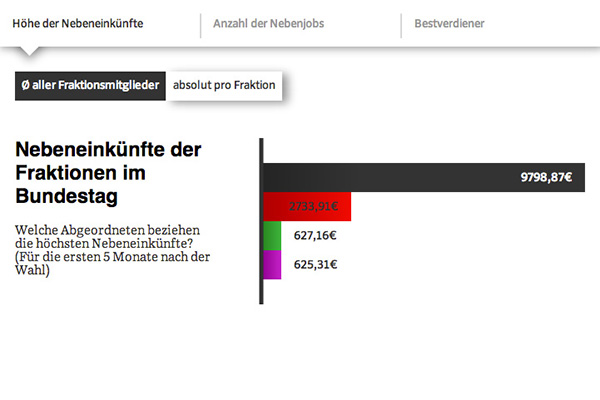 Höhe der Nebeneinkünfte
Anzahl der Nebenjobs
Bestverdiener
Ø aller Fraktionsmitglieder
absolut pro Fraktion
Nebeneinkünfte der
Fraktionen im
Bundestag
Welche Abgeordneten beziehen
die höchsten Nebeneinkünfte?
(Für die ersten 5 Monate nach der
Wahl)
9798,87€
2733,91€
627,16€
625,31€